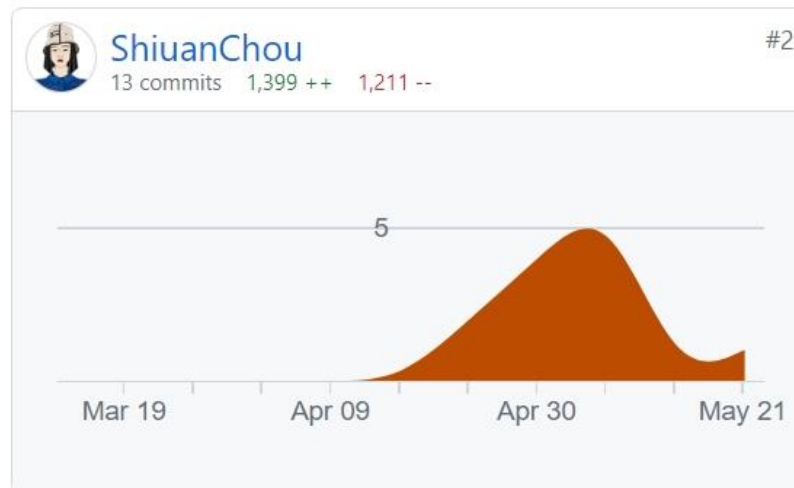 ShiuanChou
#2
13 commits 1,399 ++ 1,211 --
5
Mar 19 Apr 09 Apr 30 May 21